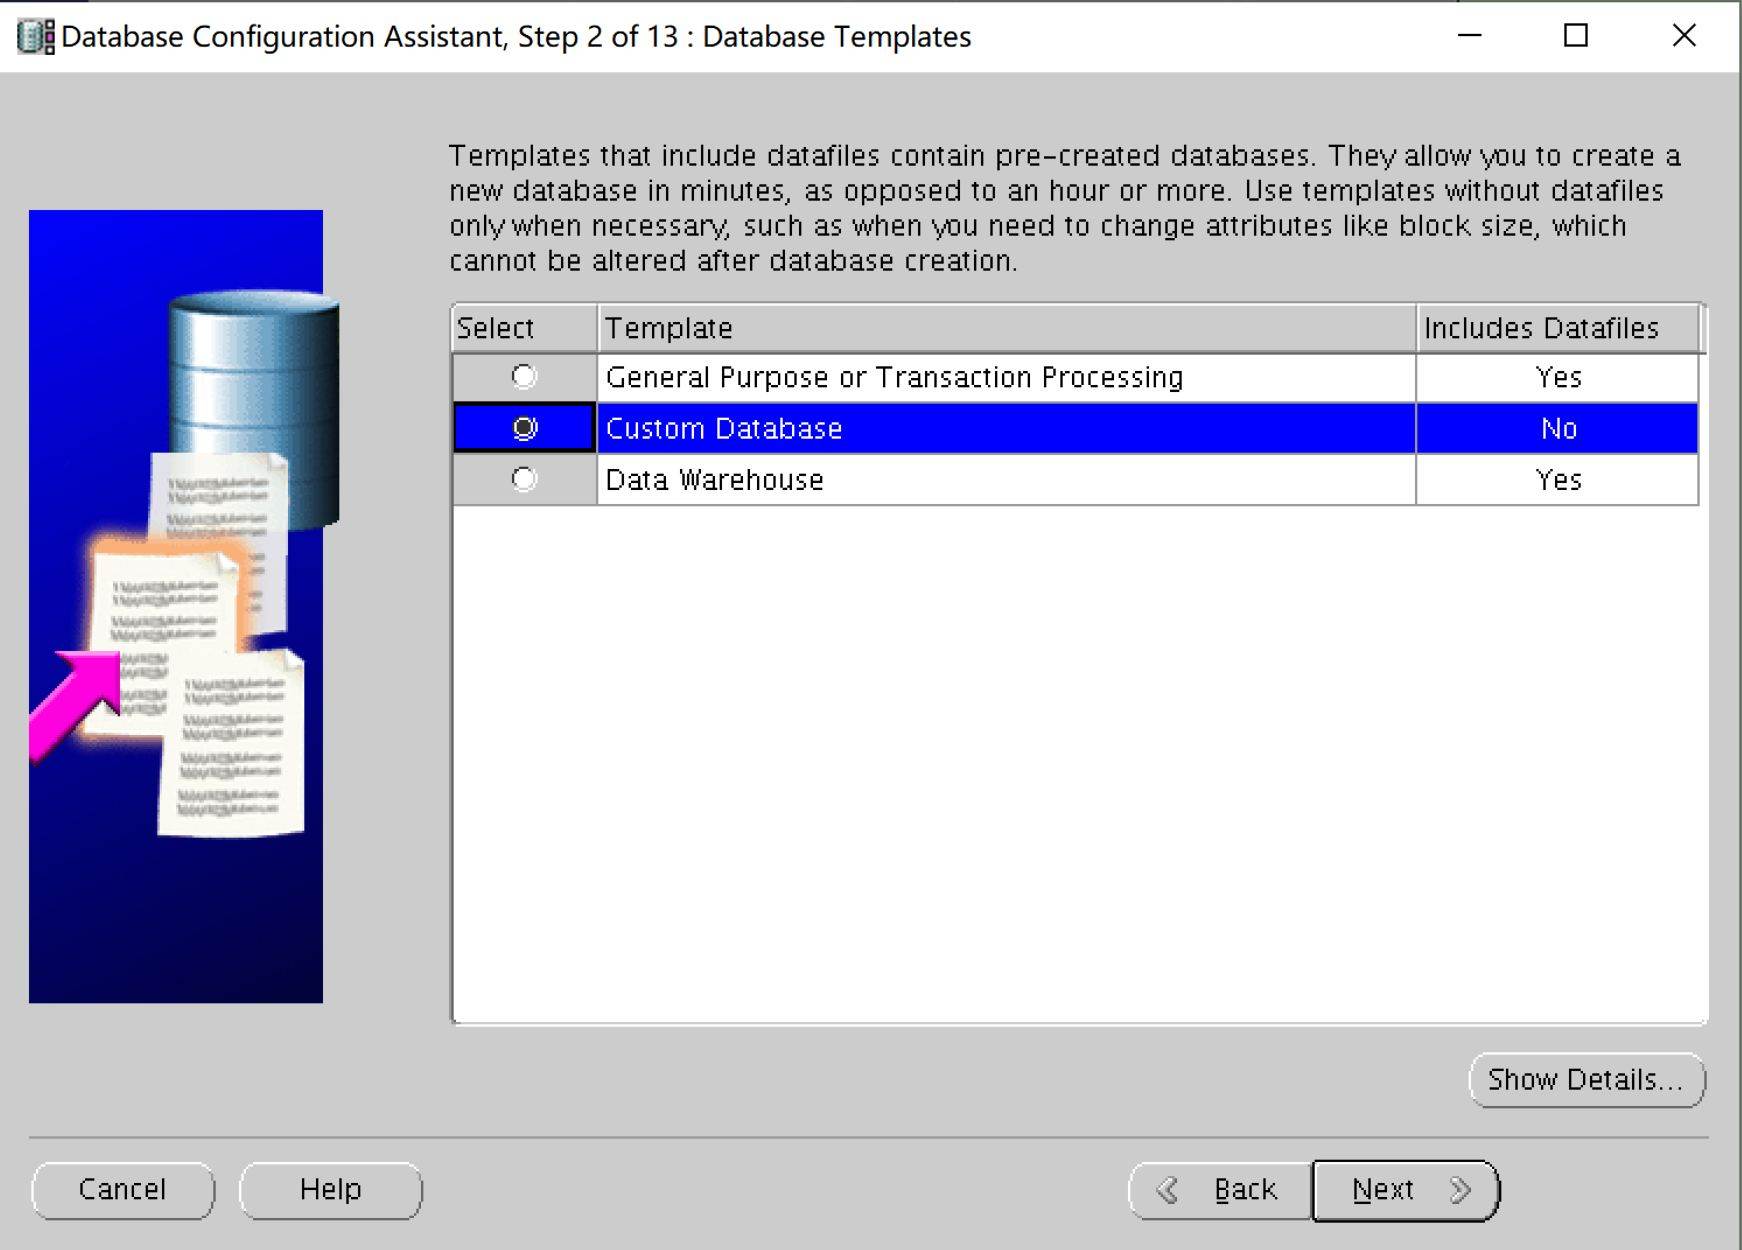 Database Configuration Assistant, Step 2 of 13 : Database Templates
Templates that include datafiles contain pre-created databases. They allow you to create a
new database in minutes, as opposed to an hour or more. Use templates without datafiles
only when necessary, such as when you need to change attributes like block size, which
cannot be altered after database creation.
Select Template Includes Datafiles
General Purpose or Transaction Processing Yes
Custom Database No
Data Warehouse Yes
Show Details...
Cancel Help Back Next